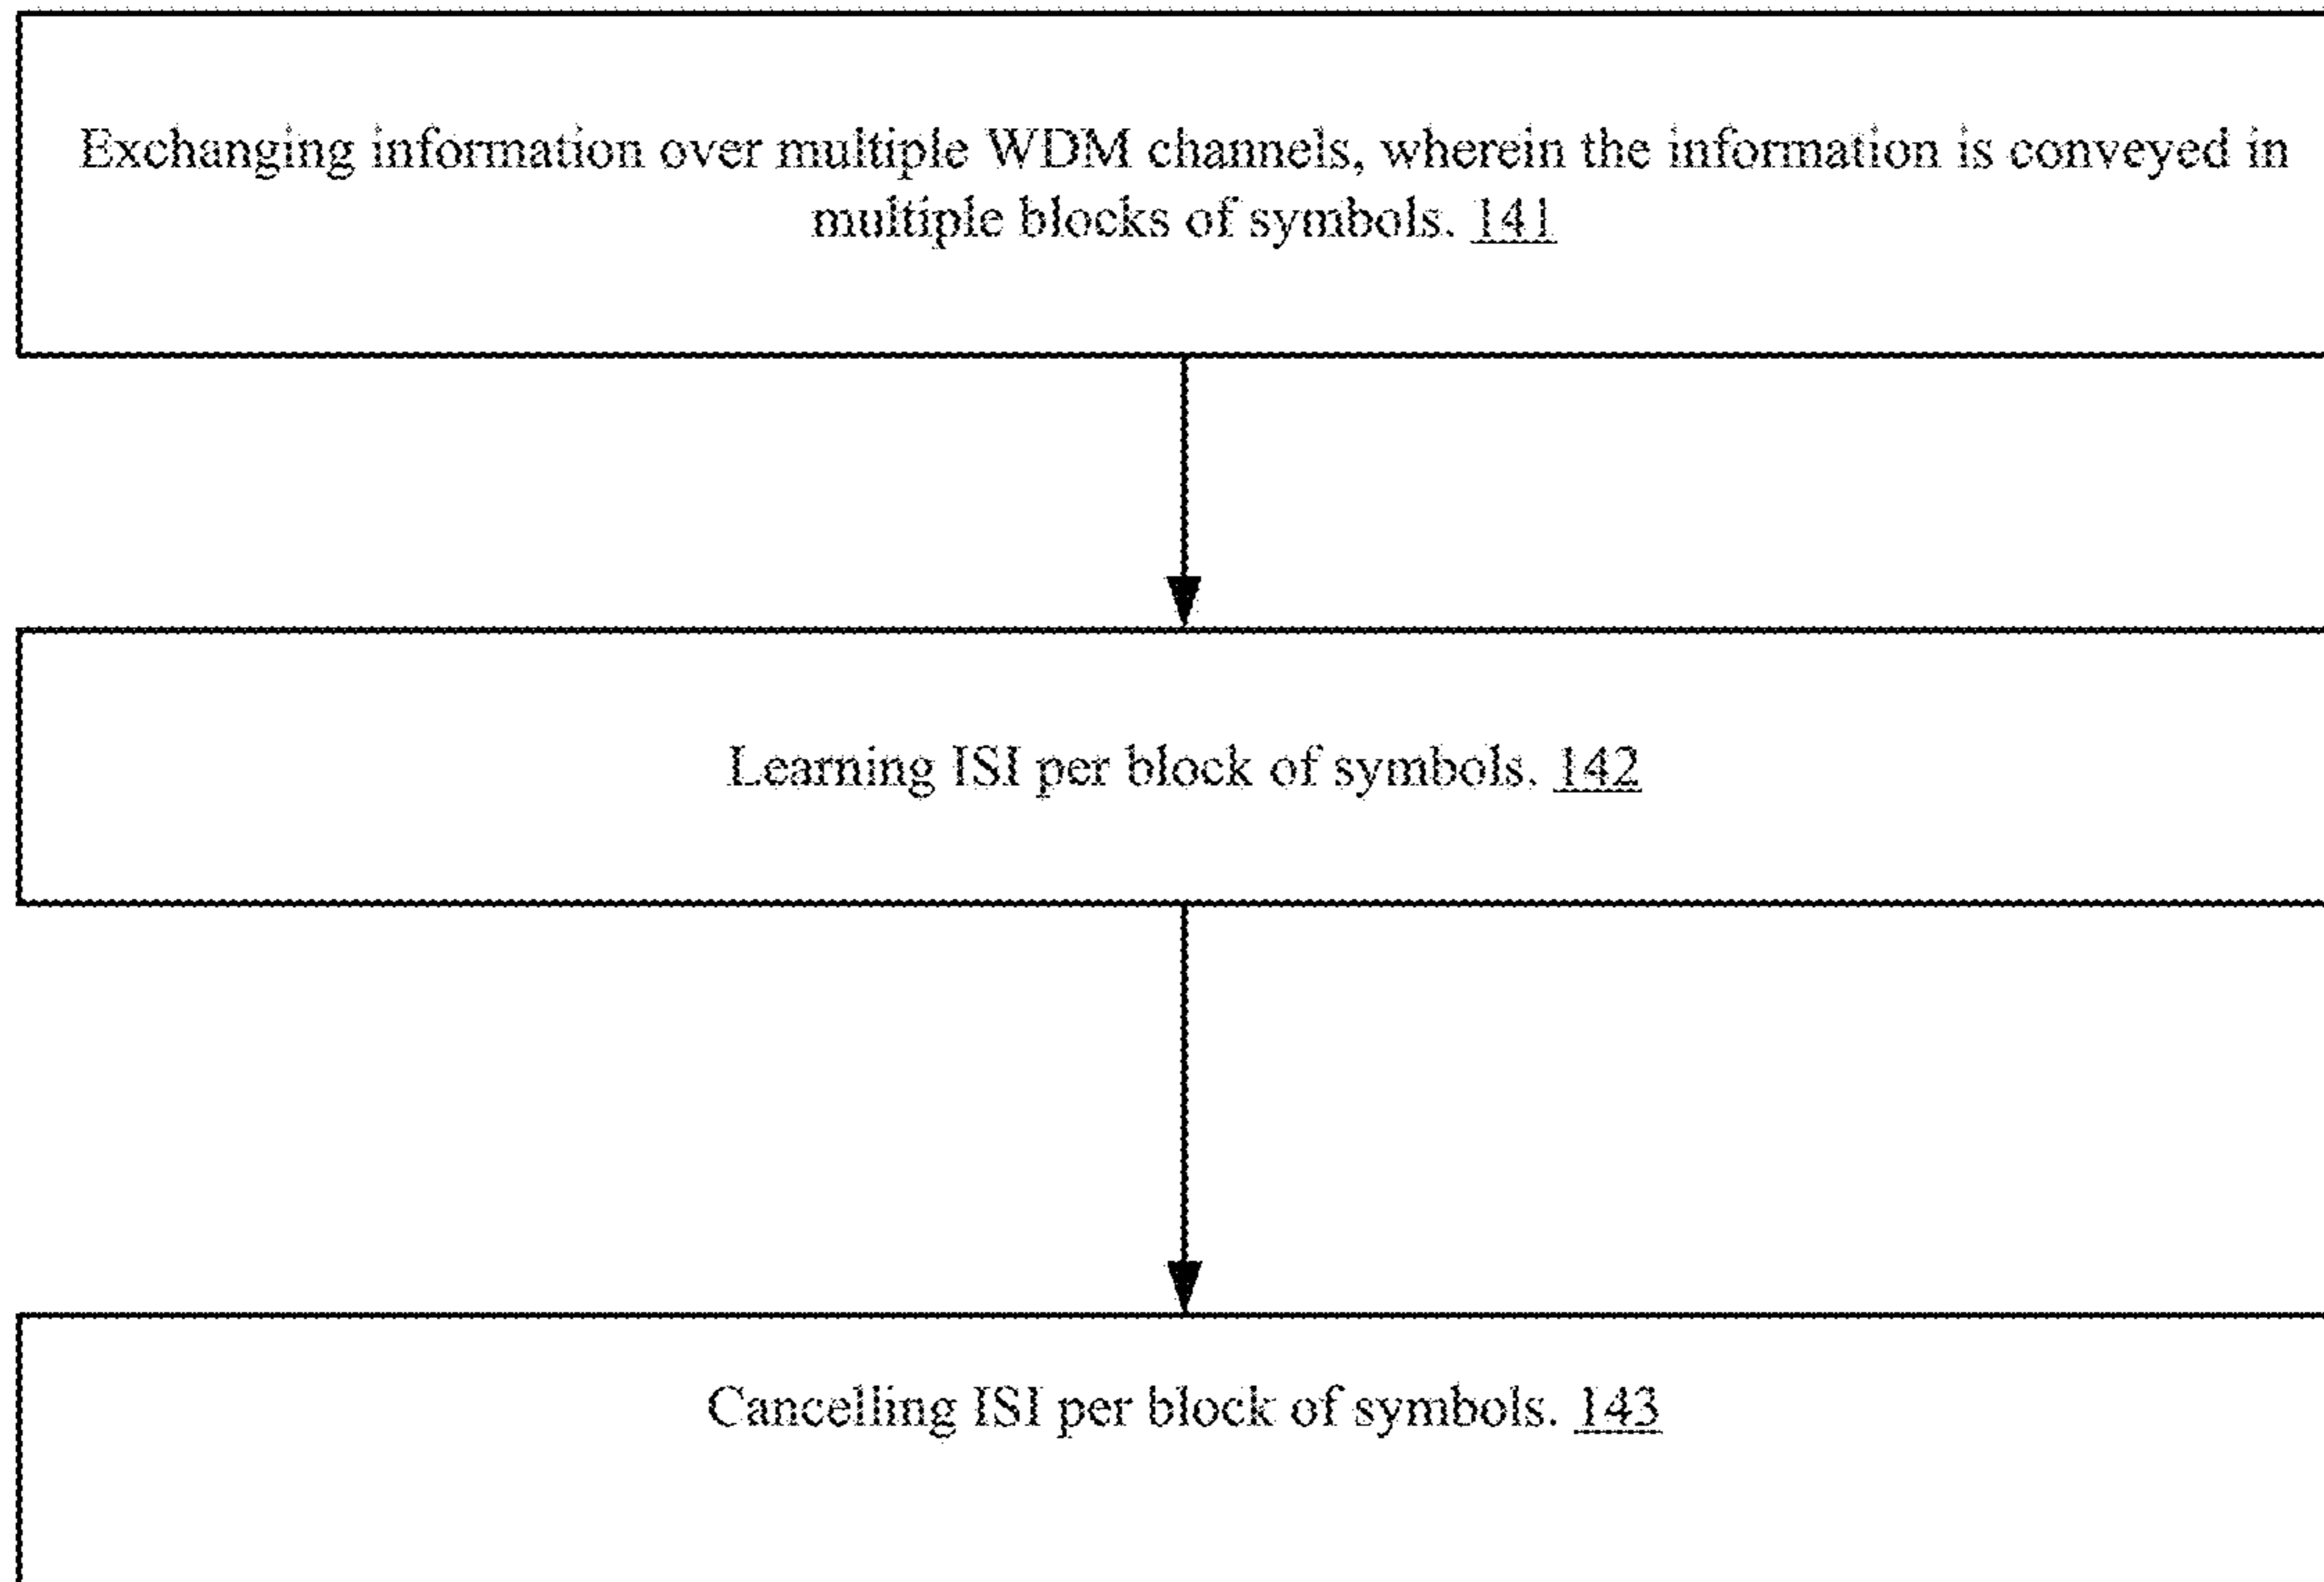 Exchanging information over multiple WDM channels, wherein the information is conveyed in
multiple blocks of symbols. 141
Learning ISI per block of symbols. 142
Cancelling ISI per block of symbols. 143